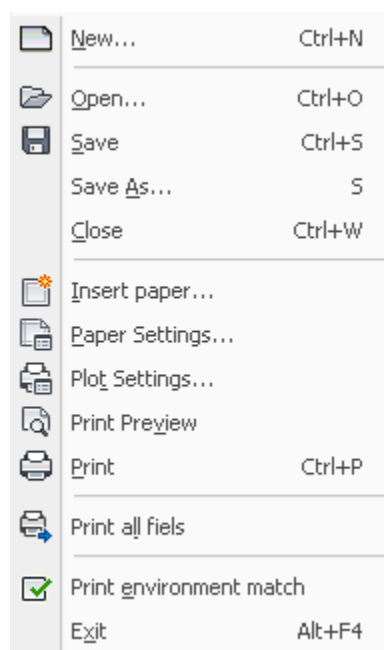 New... Ctrl+N
Open... Ctrl+O
Save Ctrl+S
Save As... S
Close Ctrl+W
Insert paper...
Paper Settings...
Plot Settings...
Print Preview
Print Ctrl+P
Print all fiels
Print environment match
Exit Alt+F4